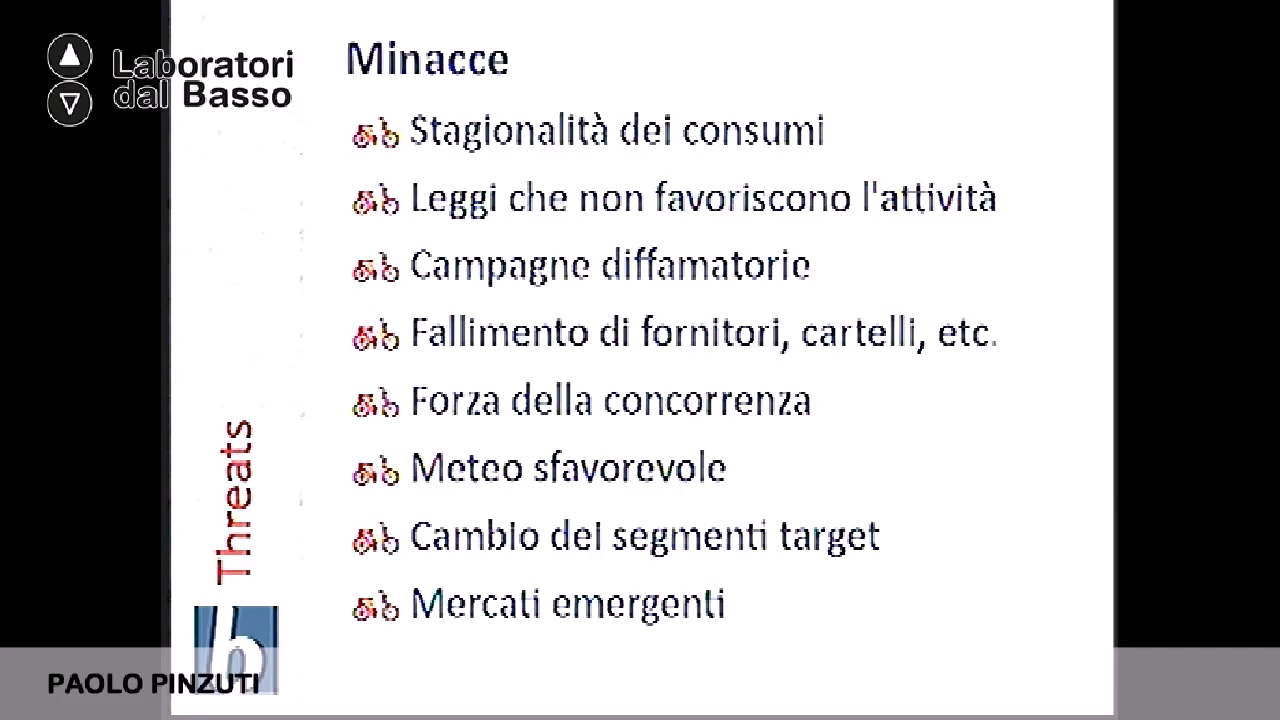 Laboratori
dal Basso
Minacce
Stagionalità dei consumi
Leggi che non favoriscono l'attività
Campagne diffamatorie
Fallimento di fornitori, cartelli, etc.
Forza della concorrenza
Meteo sfavorevole
Cambio dei segmenti target
Mercati emergenti
Threats
b
PAOLO PINZUTI